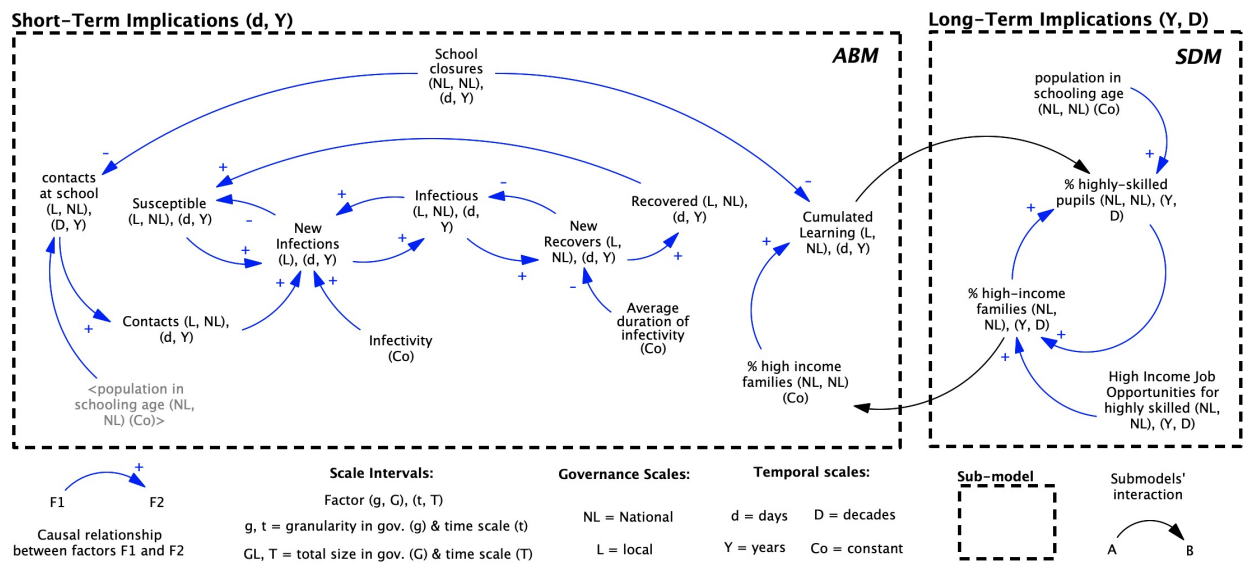 Short-Term Implications (d, Y)
Long-Term Implications (Y, D)
ABM
SDM
School
closures
(NL, NL),
(d, Y)
population in
schooling age
(NL, NL) (Co)
-
+
+
contacts
at school
(L, NL),
(D, Y)
Susceptible
(L, NL), (d, Y)
+
-
New
Infections
(L), (d, Y)
+
+
Infectious
(L, NL), (d,
Y)
+
-
New
Recovers (L,
NL), (d, Y)
+
Recovered (L, NL),
(d, Y)
+
-
Cumulated
Learning (L,
NL), (d, Y)
+
% highly-skilled
pupils (NL, NL), (Y,
D)
+
% high-income
families (NL,
NL), (Y, D)
+
+
+
Contacts (L, NL),
(d, Y)
+
Infectivity
(Co)
-
Average
duration of
infectivity
(Co)
% high income
families (NL, NL)
(Co)
High Income Job
Opportunities for
highly skilled (NL,
NL), (Y, D)
<population in
schooling age (NL,
NL) (Co)>
+
F1
F2
Causal relationship
between factors F1 and F2
Scale Intervals:
Factor (g, G), (t, T)
g, t = granularity in gov. (g) & time scale (t)
GL, T = total size in gov. (G) & time scale (T)
Governance Scales:
NL = National
L = local
Temporal scales:
d = days
D = decades
Y = years
Co = constant
Sub-model
Submodels'
interaction
A
B